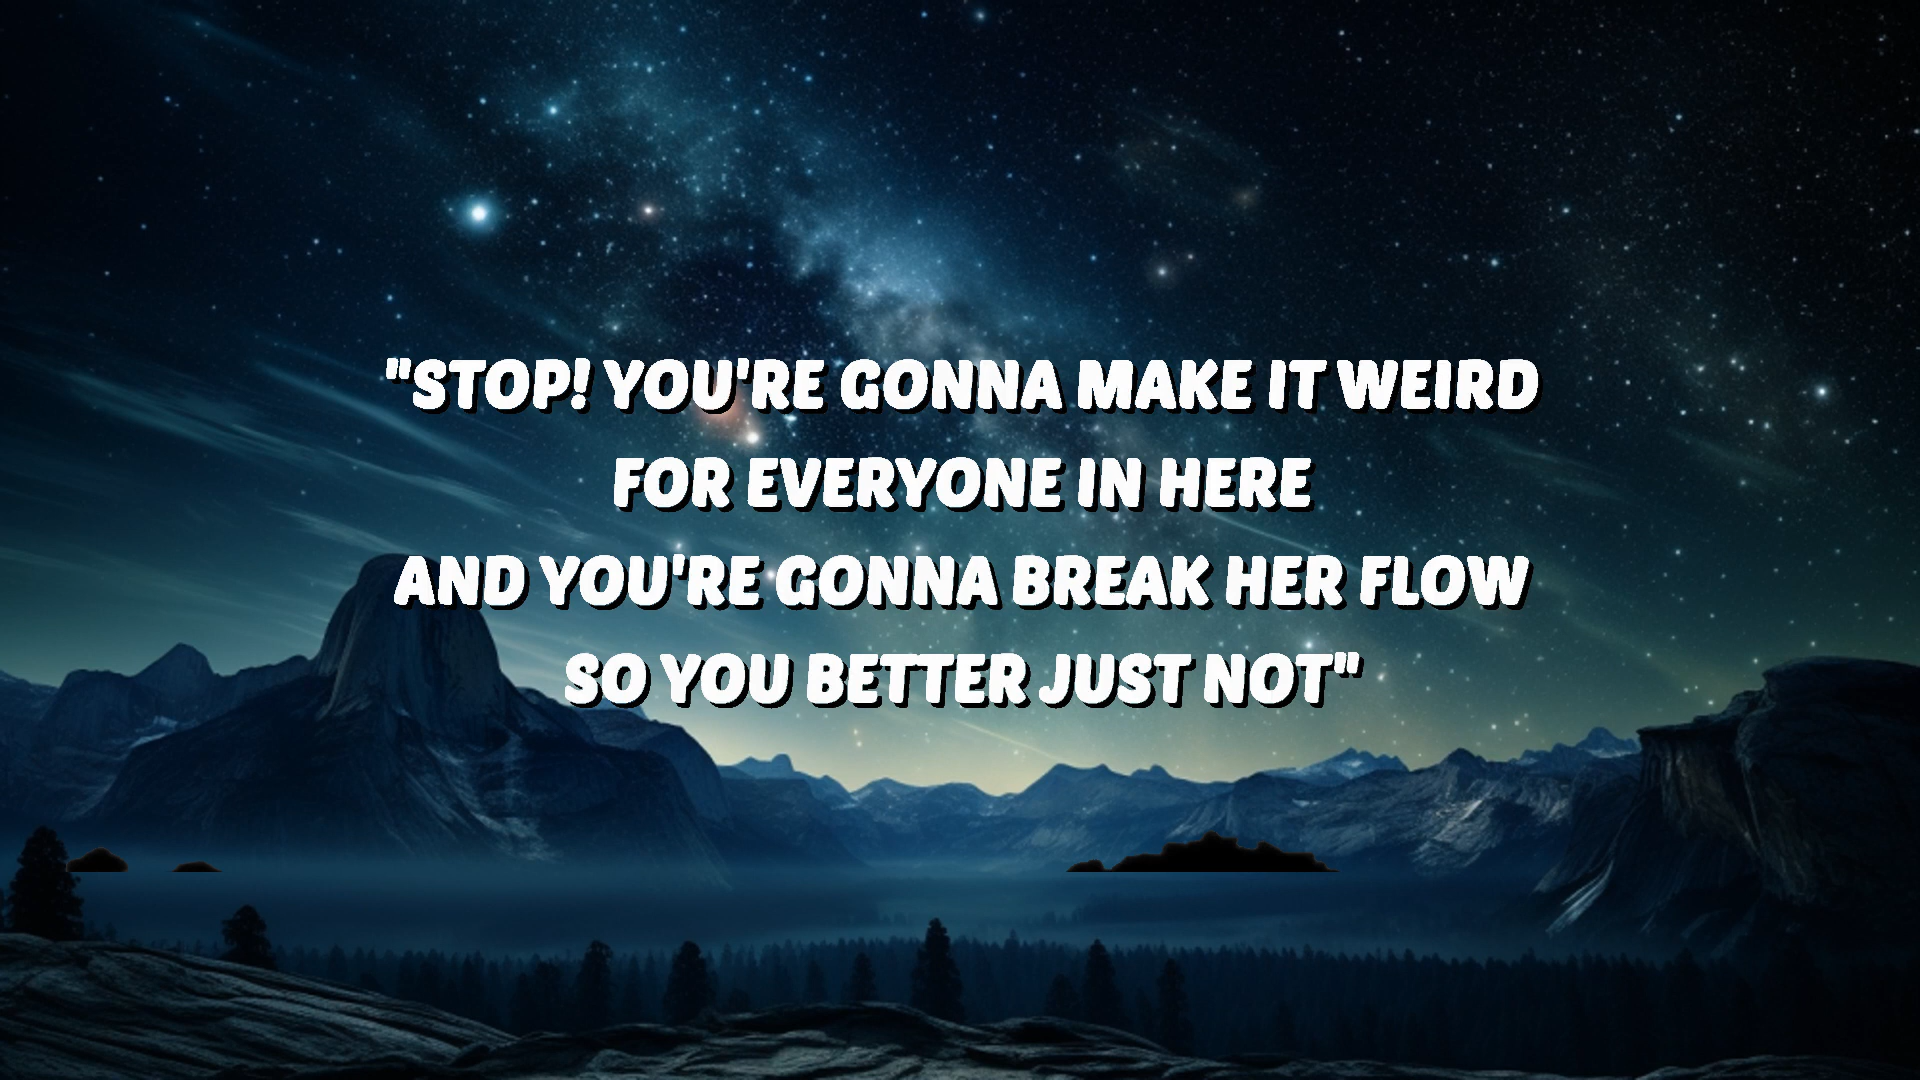 "STOP! YOU'RE GONNA MAKE IT WEIRD
FOR EVERYONE IN HERE
AND YOU'RE GONNA BREAK HER FLOW
SO YOU BETTER JUST NOT"